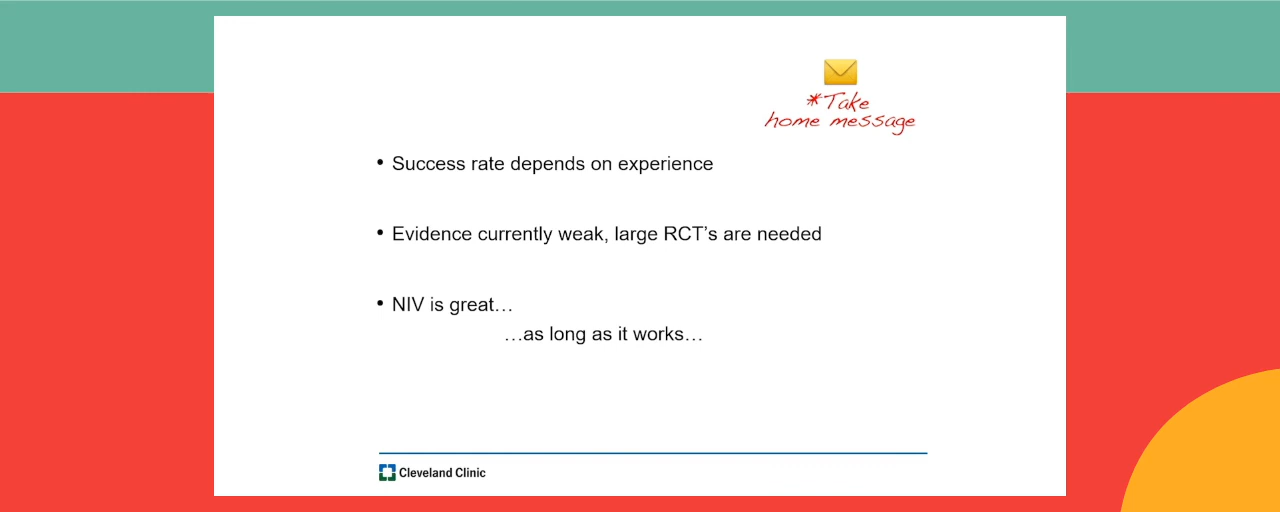 *Take
home message
• Success rate depends on experience
• Evidence currently weak, large RCT’s are needed
• NIV is great…
…as long as it works…
Cleveland Clinic